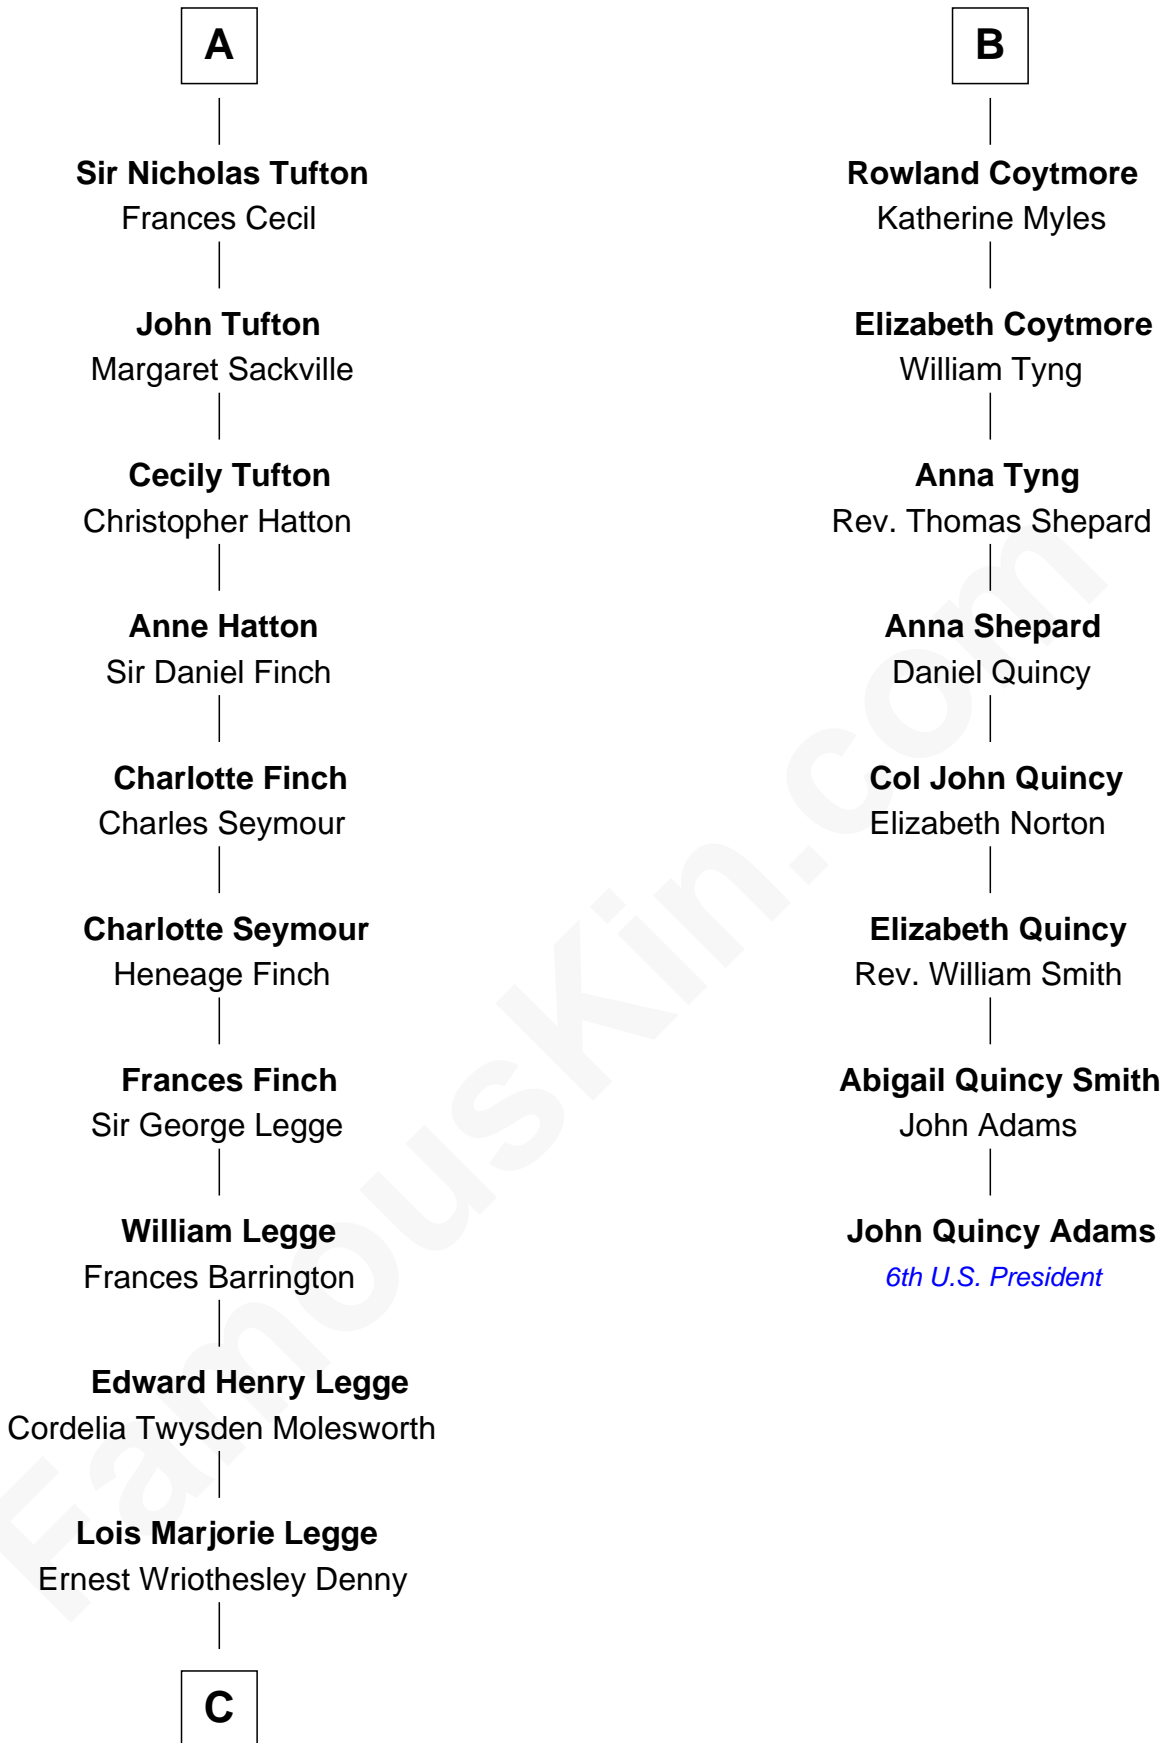 A
Sir Nicholas Tufton
Frances Cecil
John Tufton
Margaret Sackville
Cecily Tufton
Christopher Hatton
Anne Hatton
Sir Daniel Finch
Charlotte Finch
Charles Seymour
Charlotte Seymour
Heneage Finch
Frances Finch
Sir George Legge
William Legge
Frances Barrington
Edward Henry Legge
Cordelia Twysden Molesworth
Lois Marjorie Legge
Ernest Wriothesley Denny
C
B
Rowland Coytmore
Katherine Myles
Elizabeth Coytmore
William Tyng
Anna Tyng
Rev. Thomas Shepard
Anna Shepard
Daniel Quincy
Col John Quincy
Elizabeth Norton
Elizabeth Quincy
Rev. William Smith
Abigail Quincy Smith
John Adams
John Quincy Adams
6th U.S. President
FamousKin.com